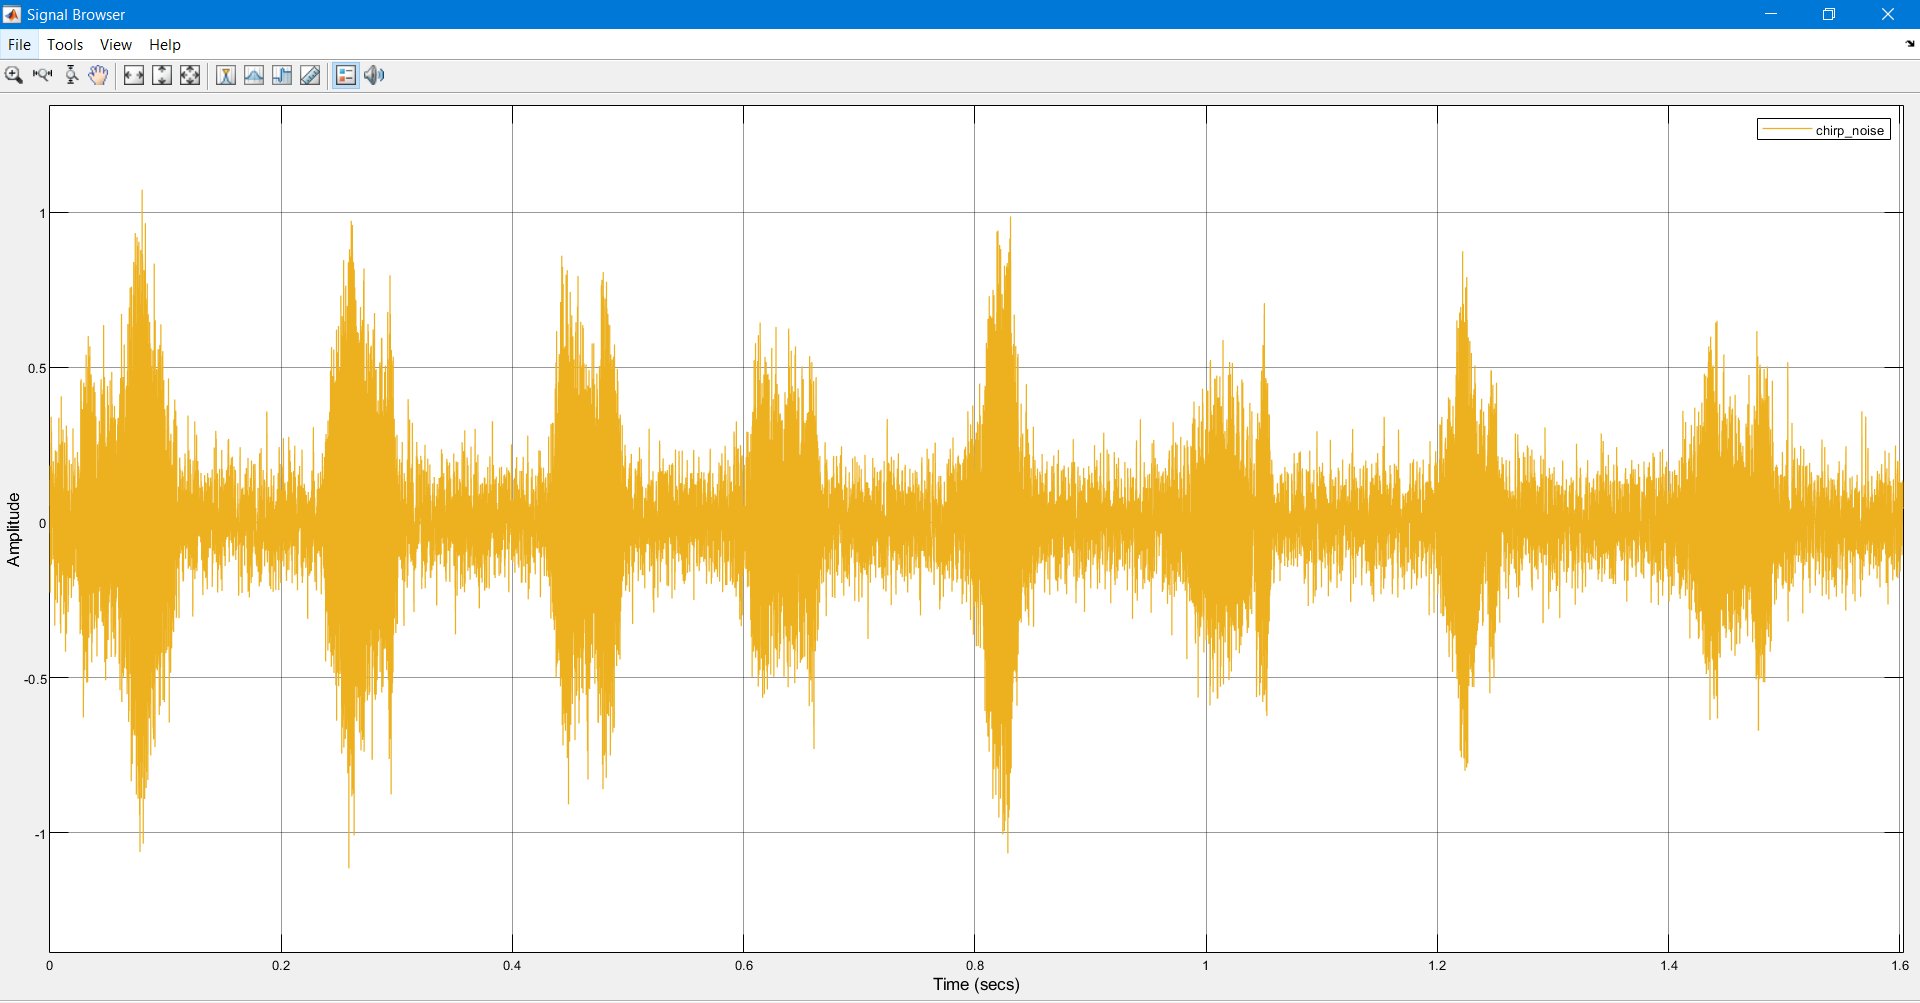 Signal Browser
File Tools View Help
chirp_noise
1
0.5
0
-0.5
-1
Amplitude
0 0.2 0.4 0.6 0.8 1 1.2 1.4 1.6
Time (secs)